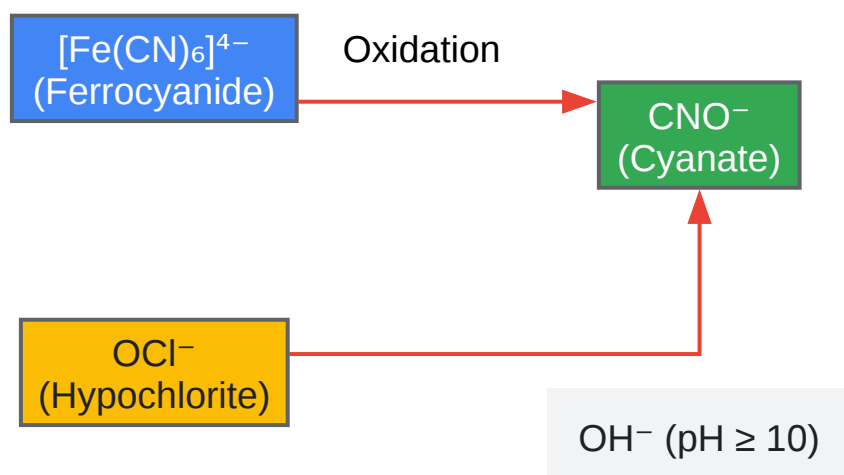 [Fe(CN)₆]⁴⁻
(Ferrocyanide)
Oxidation
CNO⁻
(Cyanate)
OCl⁻
(Hypochlorite)
OH⁻ (pH ≥ 10)